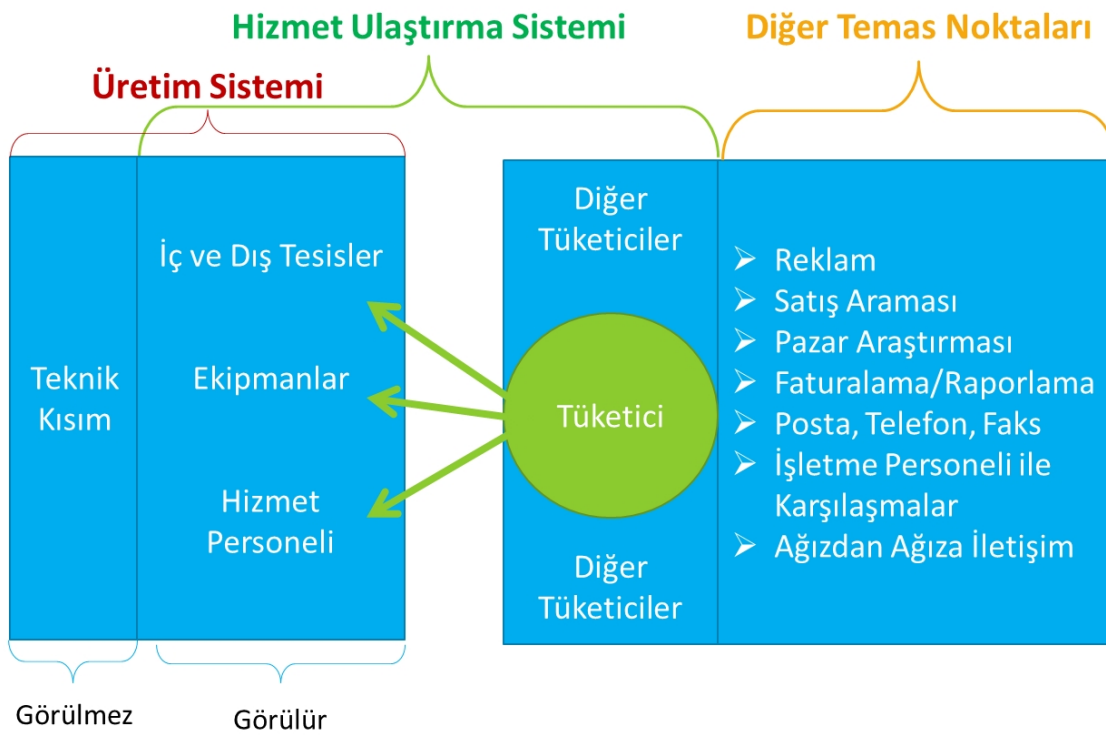 Hizmet Ulaştırma Sistemi
Diğer Temas Noktaları
Üretim Sistemi
Teknik
Kısım
İç ve Dış Tesisler
Ekipmanlar
Hizmet
Personeli
Diğer
Tüketiciler
Tüketici
Diğer
Tüketiciler
➢ Reklam
➢ Satış Araması
➢ Pazar Araştırması
➢ Faturalama/Raporlama
➢ Posta, Telefon, Faks
➢ İşletme Personeli ile
Karşılaşmalar
➢ Ağızdan Ağıza İletişim
Görülmez
Görülür